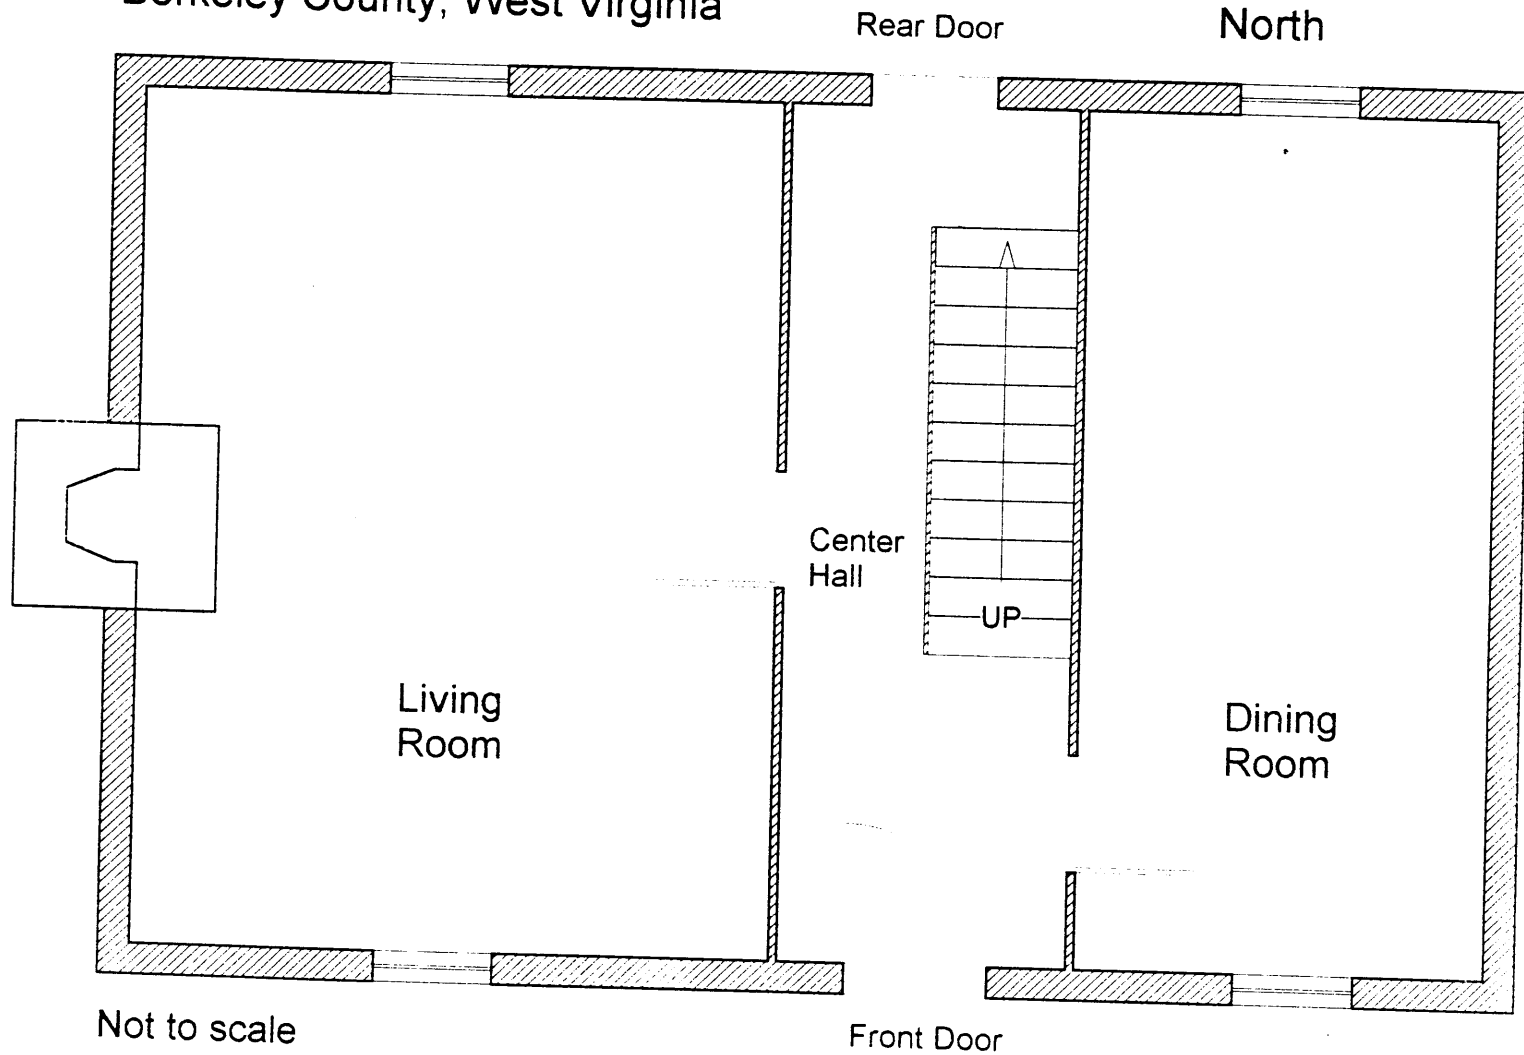 Berkeley County, West Virginia
Rear Door
North
Center
Hall
UP
Living
Room
Dining
Room
Not to scale
Front Door